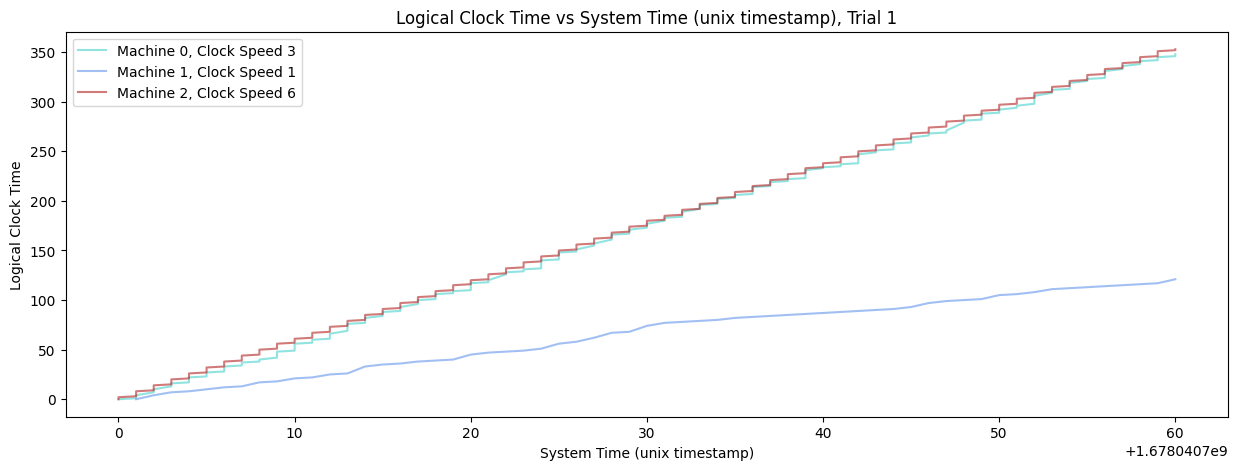 Logical Clock Time vs System Time (unix timestamp), Trial 1
Machine 0, Clock Speed 3
Machine 1, Clock Speed 1
Machine 2, Clock Speed 6
Logical Clock Time
350
300
250
200
150
100
50
0
0 10 20 30 40 50 60
+1.6780407e9
System Time (unix timestamp)